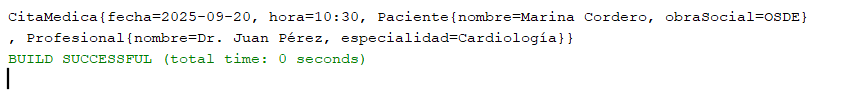 CitaMedica{fecha=2025-09-20, hora=10:30, Paciente{nombre=Marina Cordero, obraSocial=OSDE}
, Profesional{nombre=Dr. Juan Pérez, especialidad=Cardiología}}
BUILD SUCCESSFUL (total time: 0 seconds)